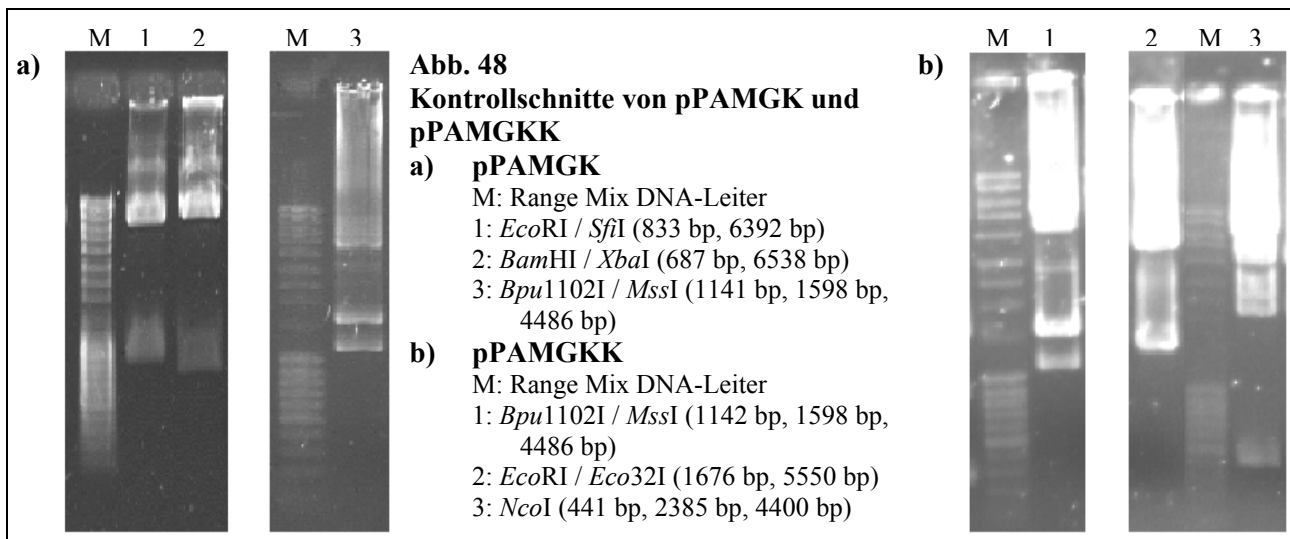 M 1 2 M 3
a)
Abb. 48
Kontrollschnitte von pPAMGK und
pPAMGKK
a) pPAMGK
M: Range Mix DNA-Leiter
1: EcoRI / SfiI (833 bp, 6392 bp)
2: BamHI / XbaI (687 bp, 6538 bp)
3: Bpu1102I / MssI (1141 bp, 1598 bp,
4486 bp)
b) pPAMGKK
M: Range Mix DNA-Leiter
1: Bpu1102I / MssI (1142 bp, 1598 bp,
4486 bp)
2: EcoRI / Eco32I (1676 bp, 5550 bp)
3: NcoI (441 bp, 2385 bp, 4400 bp)
b)
M 1 2 M 3